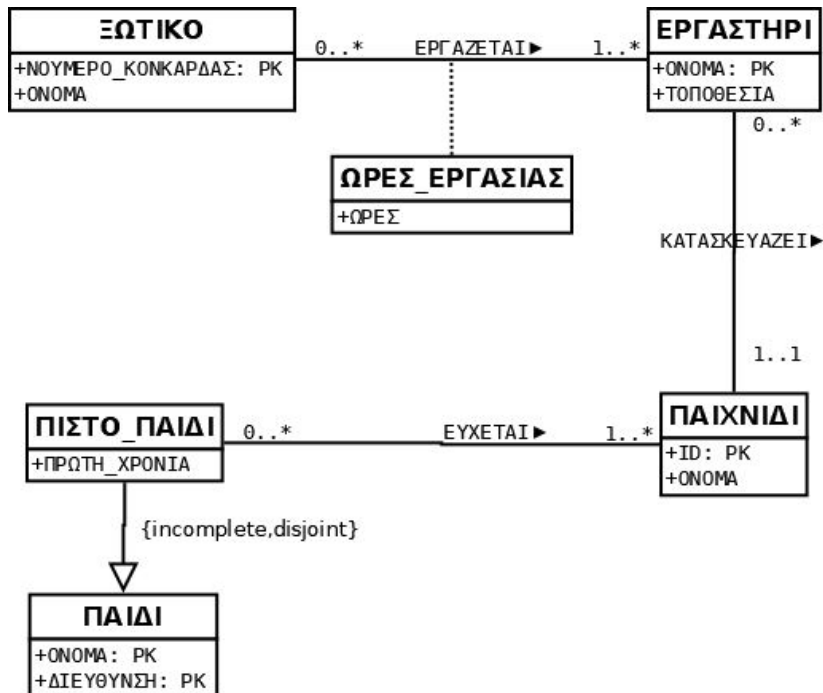 ΞΩΤΙΚΟ
+ΝΟΥΜΕΡΟ_ΚΟΝΚΑΡΔΑΣ: PK
+ΟΝΟΜΑ
0..* ΕΡΓΑΖΕΤΑΙ► 1..*
ΕΡΓΑΣΤΗΡΙ
+ΟΝΟΜΑ: PK
+ΤΟΠΟΘΕΣΙΑ
0..*
ΩΡΕΣ_ΕΡΓΑΣΙΑΣ
+ΩΡΕΣ
ΚΑΤΑΣΚΕΥΑΖΕΙ►
1..1
ΠΙΣΤΟ_ΠΑΙΔΙ
+ΠΡΩΤΗ_ΧΡΟΝΙΑ
0..* ΕΥΧΕΤΑΙ► 1..*
ΠΑΙΧΝΙΔΙ
+ID: PK
+ΟΝΟΜΑ
{incomplete,disjoint}
ΠΑΙΔΙ
+ΟΝΟΜΑ: PK
+ΔΙΕΥΘΥΝΣΗ: PK